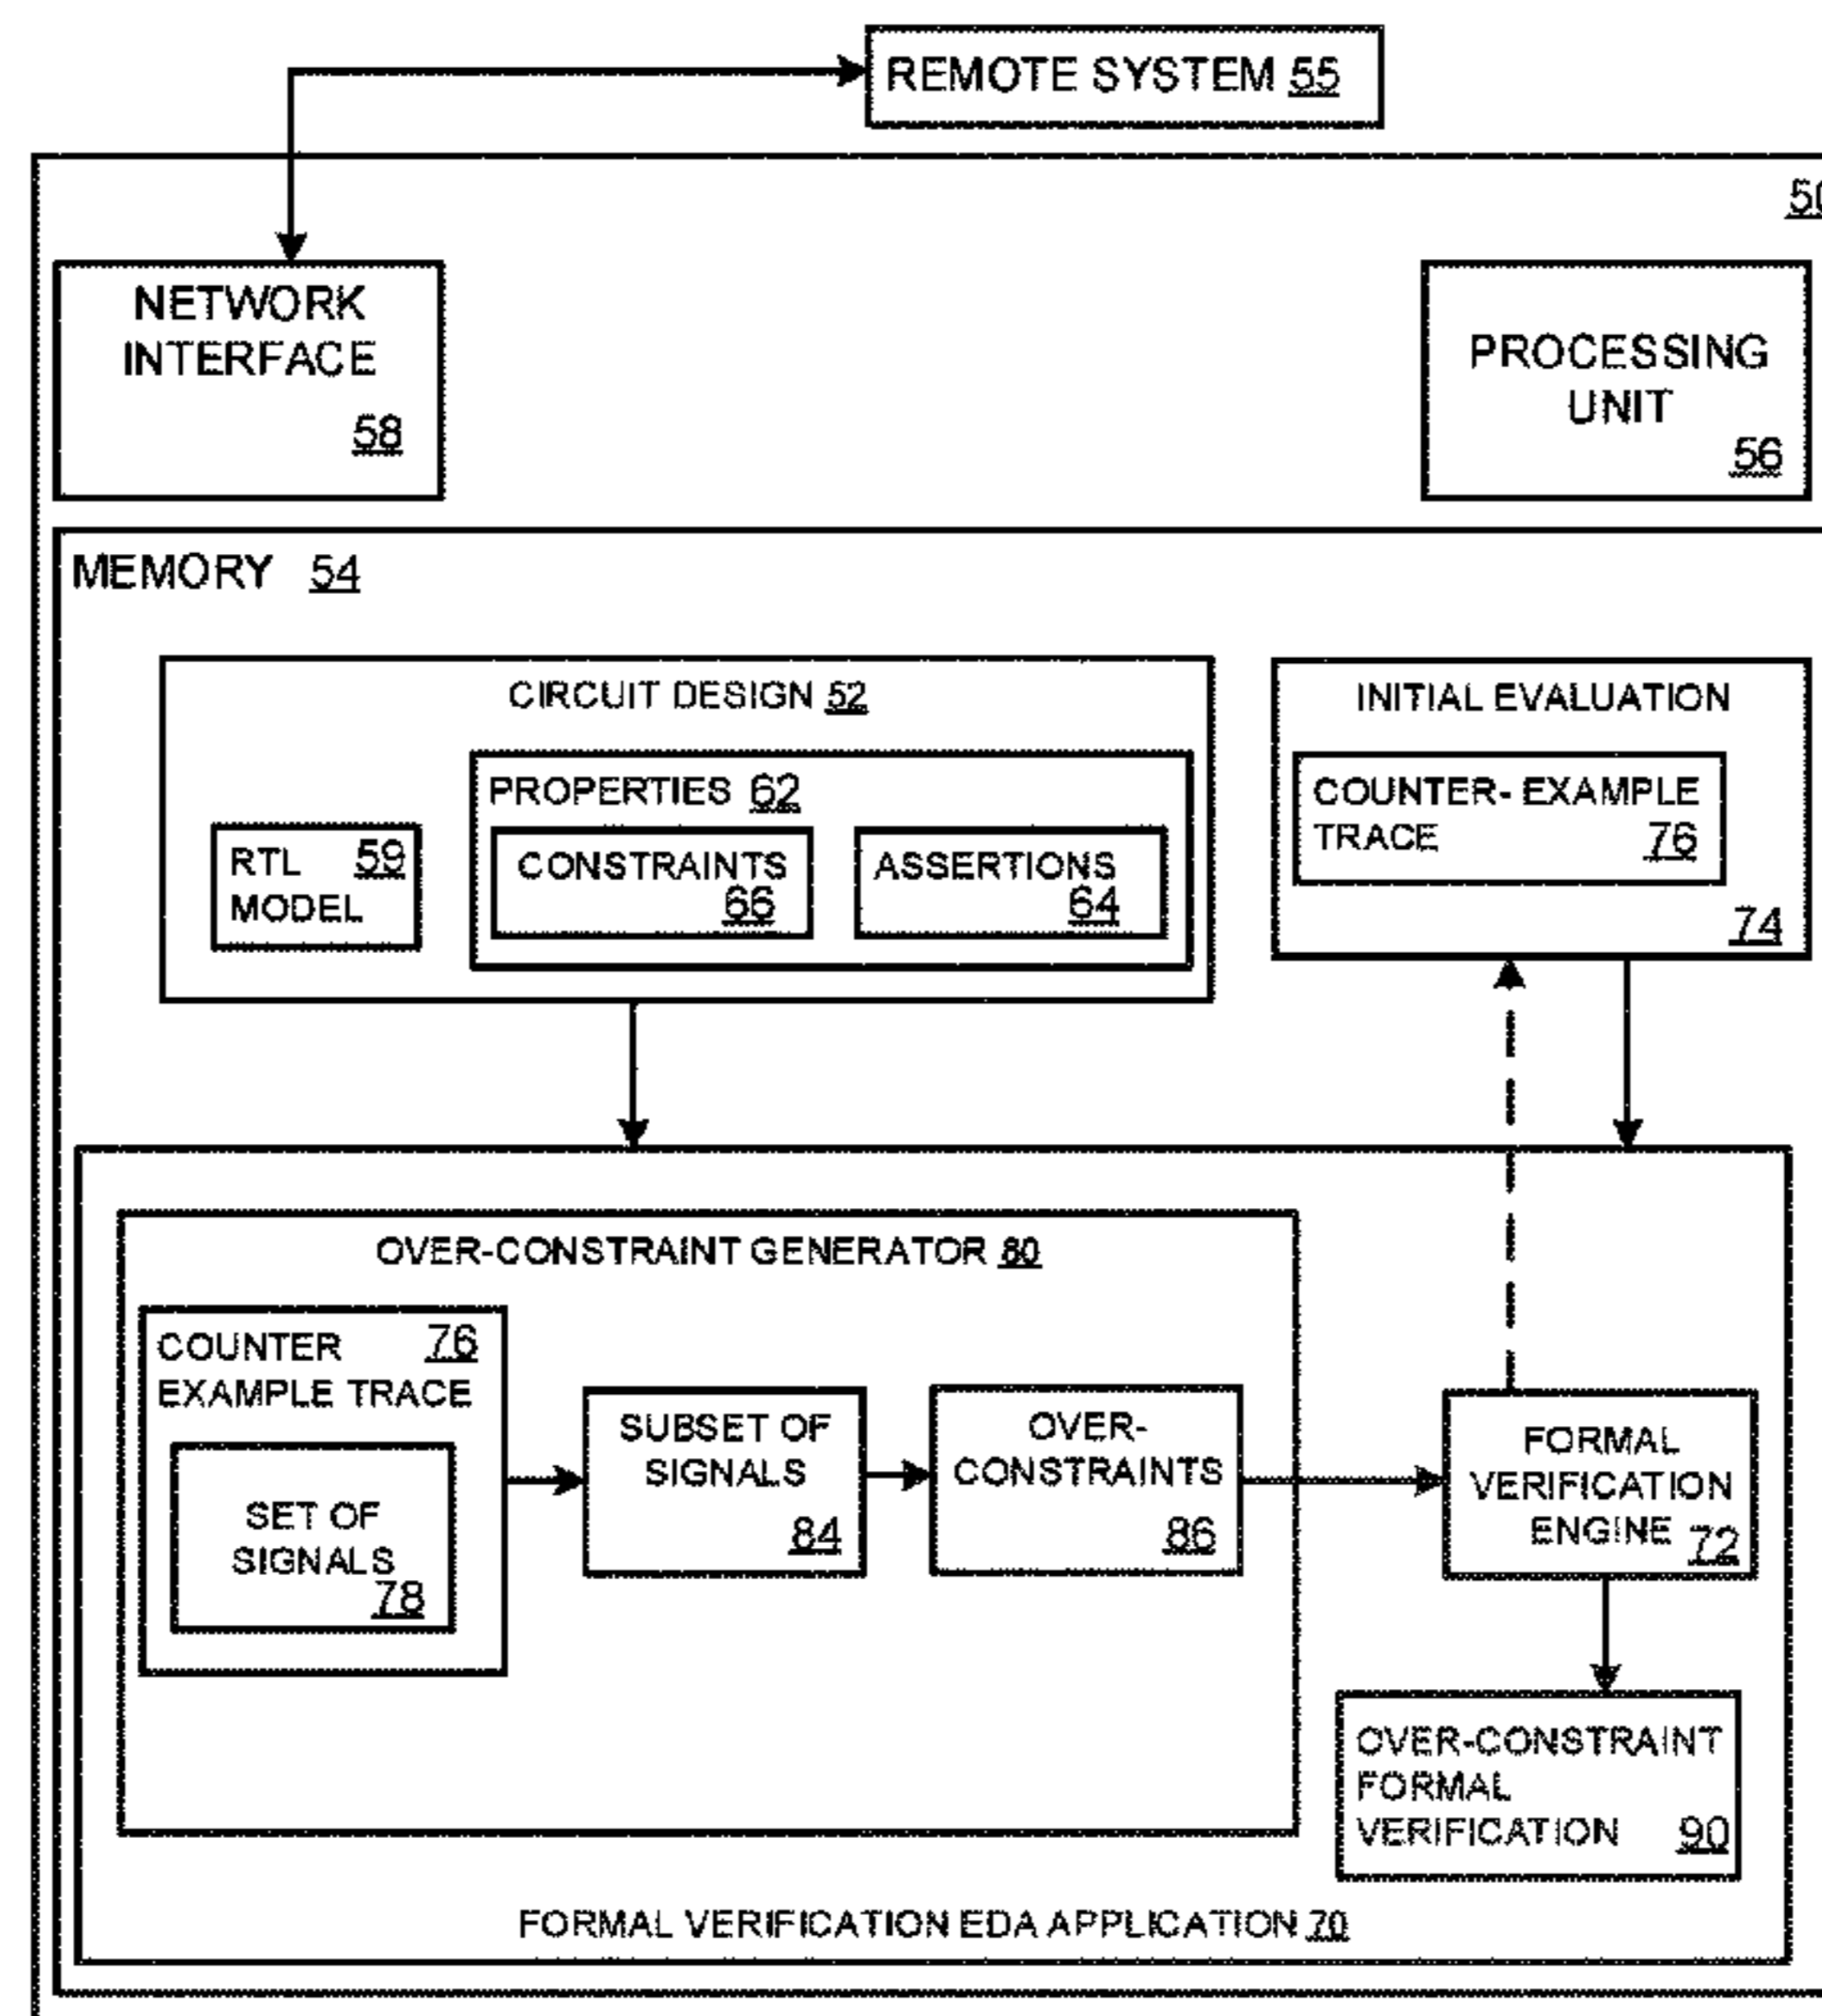 REMOTE SYSTEM 55
NETWORK
INTERFACE
58
PROCESSING
UNIT
56
MEMORY 54
CIRCUIT DESIGN 52
PROPERTIES 62
RTL 59
MODEL
CONSTRAINTS
66
ASSERTIONS
64
INITIAL EVALUATION
COUNTER- EXAMPLE
TRACE 76
74
OVER-CONSTRAINT GENERATOR 80
COUNTER 76
EXAMPLE TRACE
SET OF
SIGNALS
78
SUBSET OF
SIGNALS
84
OVER-
CONSTRAINTS
86
FORMAL
VERIFICATION
ENGINE 72
OVER-CONSTRAINT
FORMAL
VERIFICATION 90
FORMAL VERIFICATION EDA APPLICATION 70